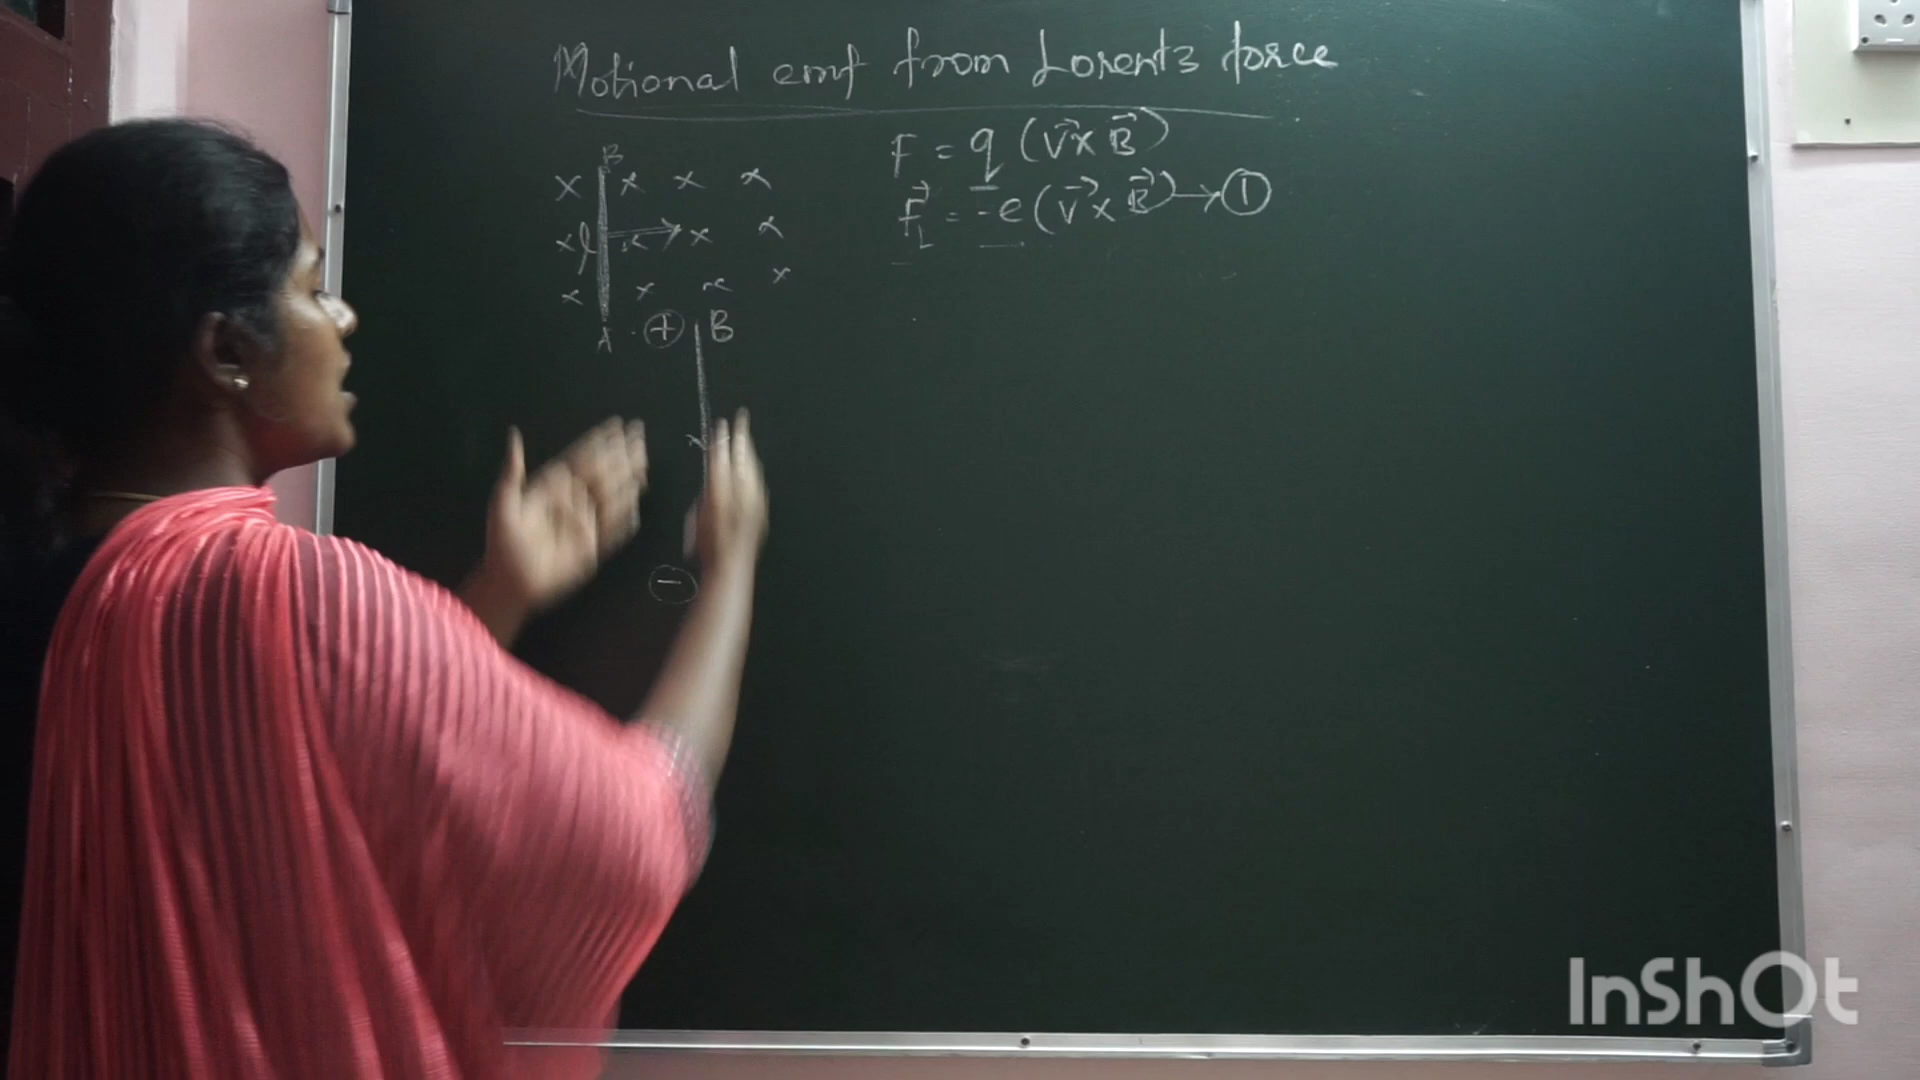 Motional emf from Lorentz force
F = q (V⃗ x B⃗)
F⃗L = -e (V⃗ x B⃗) → ①
B
x x x x
x l x x x
x x x x
A
+ B
-
InShOt